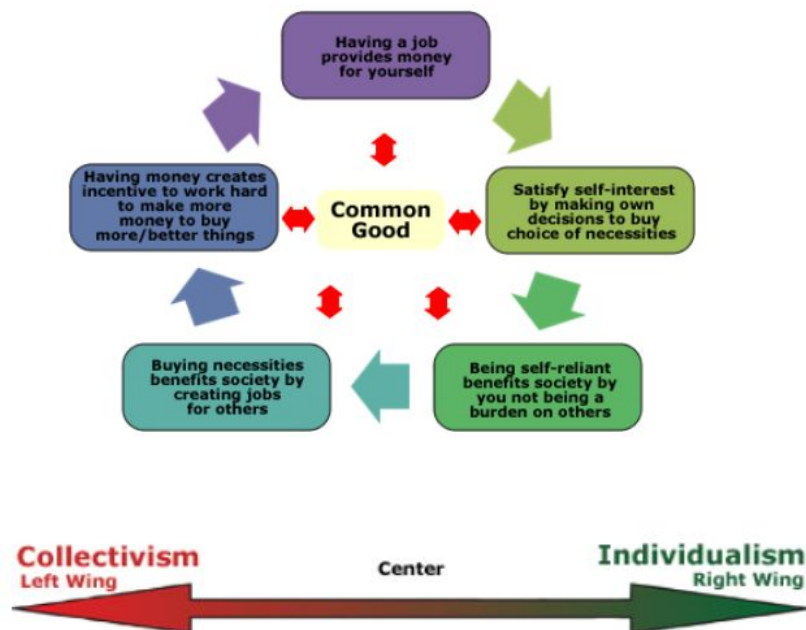 Having a job
provides money
for yourself
Having money creates
incentive to work hard
to make more
money to buy
more/better things
Common
Good
Satisfy self-interest
by making own
decisions to buy
choice of necessities
Buying necessities
benefits society by
creating jobs
for others
Being self-reliant
benefits society by
you not being a
burden on others
Collectivism
Left Wing
Center
Individualism
Right Wing